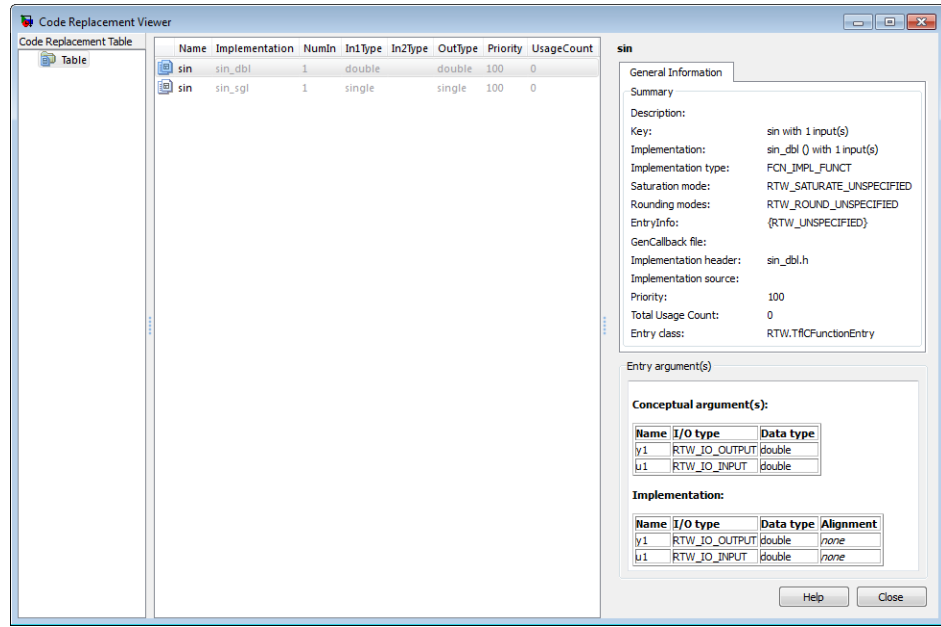 Code Replacement Viewer
Code Replacement Table
Table
Name Implementation NumIn In1Type In2Type OutType Priority UsageCount
sin sin_dbl 1 double double 100 0
sin sin_sgl 1 single single 100 0
sin
General Information
Summary
Description:
Key: sin with 1 input(s)
Implementation: sin_dbl () with 1 input(s)
Implementation type: FCN_IMPL_FUNCT
Saturation mode: RTW_SATURATE_UNSPECIFIED
Rounding modes: RTW_ROUND_UNSPECIFIED
EntryInfo: {RTW_UNSPECIFIED}
GenCallback file:
Implementation header: sin_dbl.h
Implementation source:
Priority: 100
Total Usage Count: 0
Entry class: RTW.TflCFunctionEntry
Entry argument(s)
Conceptual argument(s):
Name I/O type Data type
y1 RTW_IO_OUTPUT double
u1 RTW_IO_INPUT double
Implementation:
Name I/O type Data type Alignment
y1 RTW_IO_OUTPUT double none
u1 RTW_IO_INPUT double none
Help Close